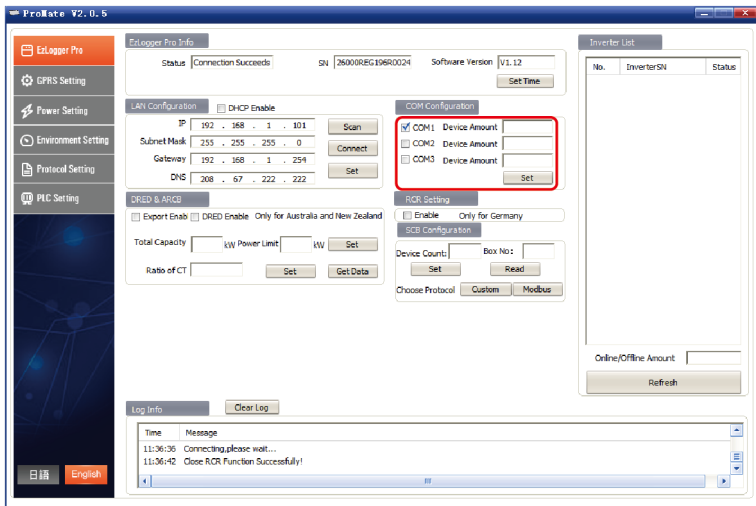 ProMate V2.0.5
EzLogger Pro
GPRS Setting
Power Setting
Environment Setting
Protocol Setting
PLC Setting
日語 English
EzLogger Pro Info
Status Connection Succeeds SN 26000REG196R0024 Software Version V1.12
Set Time
LAN Configuration DHCP Enable
IP 192 . 168 . 1 . 101 Scan
Subnet Mask 255 . 255 . 255 . 0
Connect
Gateway 192 . 168 . 1 . 254
Set
DNS 208 . 67 . 222 . 222
COM Configuration
COM1 Device Amount
COM2 Device Amount
COM3 Device Amount
Set
DRED & ARCB
Export Enab DRED Enable Only for Australia and New Zealand
Total Capacity kW Power Limit kW Set
Ratio of CT Set Get Data
RCR Setting
Enable Only for Germany
SCB Configuration
Device Count: Box No:
Set Read
Choose Protocol Custom Modbus
Inverter List
No. InverterSN Status
Online/Offline Amount
Refresh
Log Info Clear Log
Time Message
11:36:36 Connecting,please wait...
11:36:42 Close RCR Function Successfully!